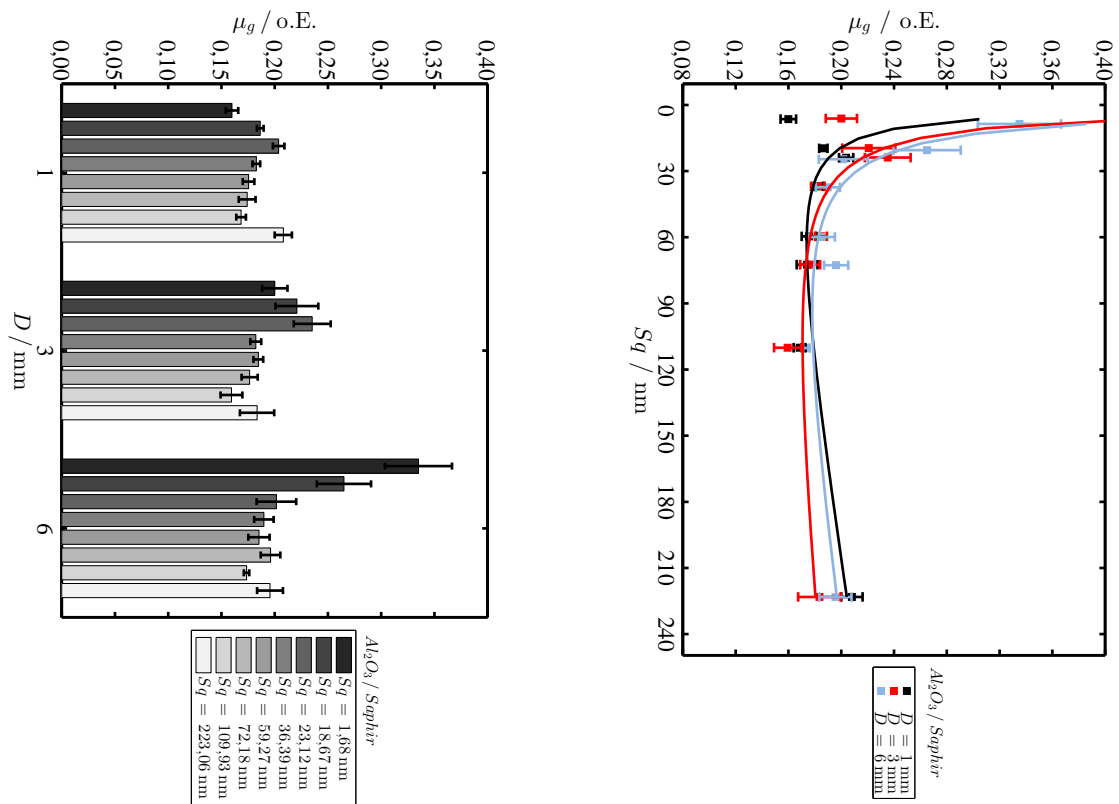 μg / o.E.
0,00 0,05 0,10 0,15 0,20 0,25 0,30 0,35 0,40
1
3
6
D / mm
Al₂O₃ / Saphir
Sq = 1,68 nm
Sq = 18,67 nm
Sq = 23,12 nm
Sq = 36,39 nm
Sq = 59,27 nm
Sq = 72,18 nm
Sq = 109,93 nm
Sq = 223,06 nm
μg / o.E.
0,08 0,12 0,16 0,20 0,24 0,28 0,32 0,36 0,40
0
30
60
90
120
150
180
210
240
Sq / nm
Al₂O₃ / Saphir
D = 1 mm
D = 3 mm
D = 6 mm